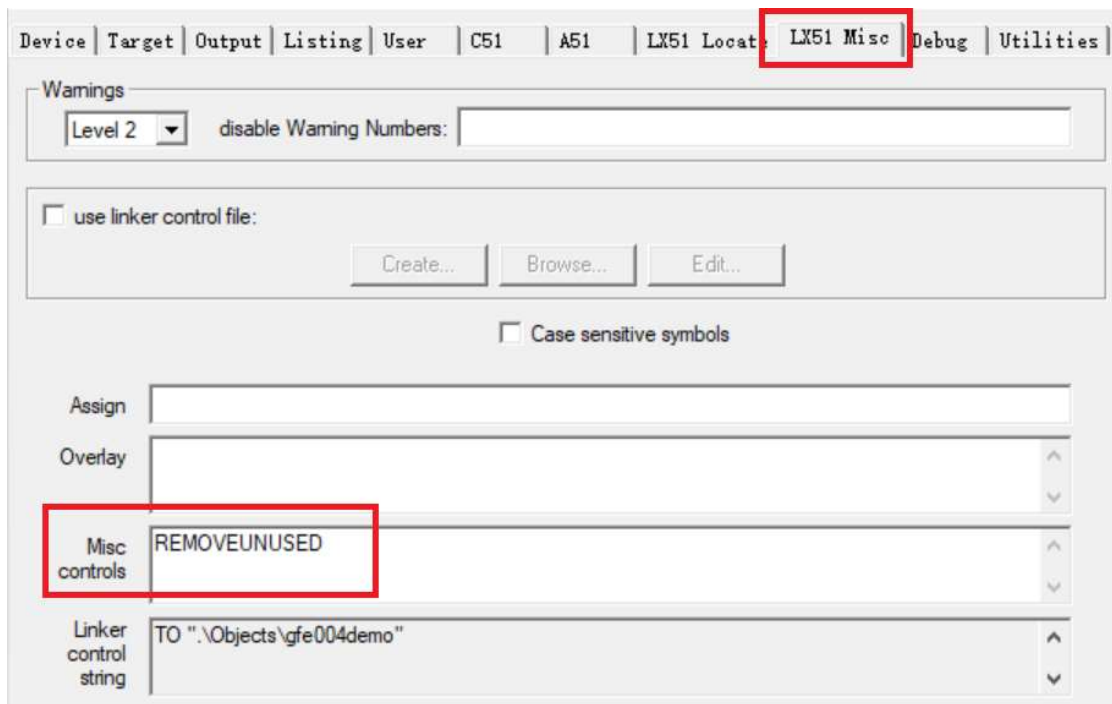 Device Target Output Listing User C51 A51 LX51 Locate LX51 Misc Debug Utilities
Warnings
Level 2 disable Warning Numbers:
use linker control file:
Create... Browse... Edit...
Case sensitive symbols
Assign
Overlay
Misc controls
REMOVEUNUSED
Linker control string
TO ".\Objects\gfe004demo"